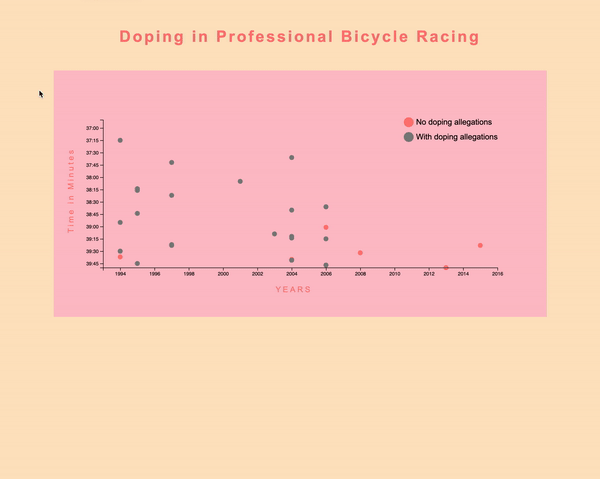 Doping in Professional Bicycle Racing
No doping allegations
With doping allegations
Time in Minutes
37:00
37:15
37:30
37:45
38:00
38:15
38:30
38:45
39:00
39:15
39:30
39:45
1994 1996 1998 2000 2002 2004 2006 2008 2010 2012 2014 2016
YEARS